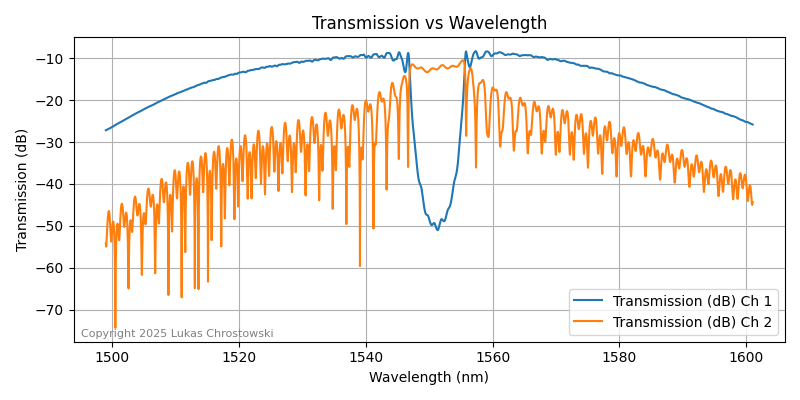 Transmission vs Wavelength
Transmission (dB)
−10
−20
−30
−40
−50
−60
−70
Transmission (dB) Ch 1
Transmission (dB) Ch 2
Copyright 2025 Lukas Chrostowski
1500 1520 1540 1560 1580 1600
Wavelength (nm)